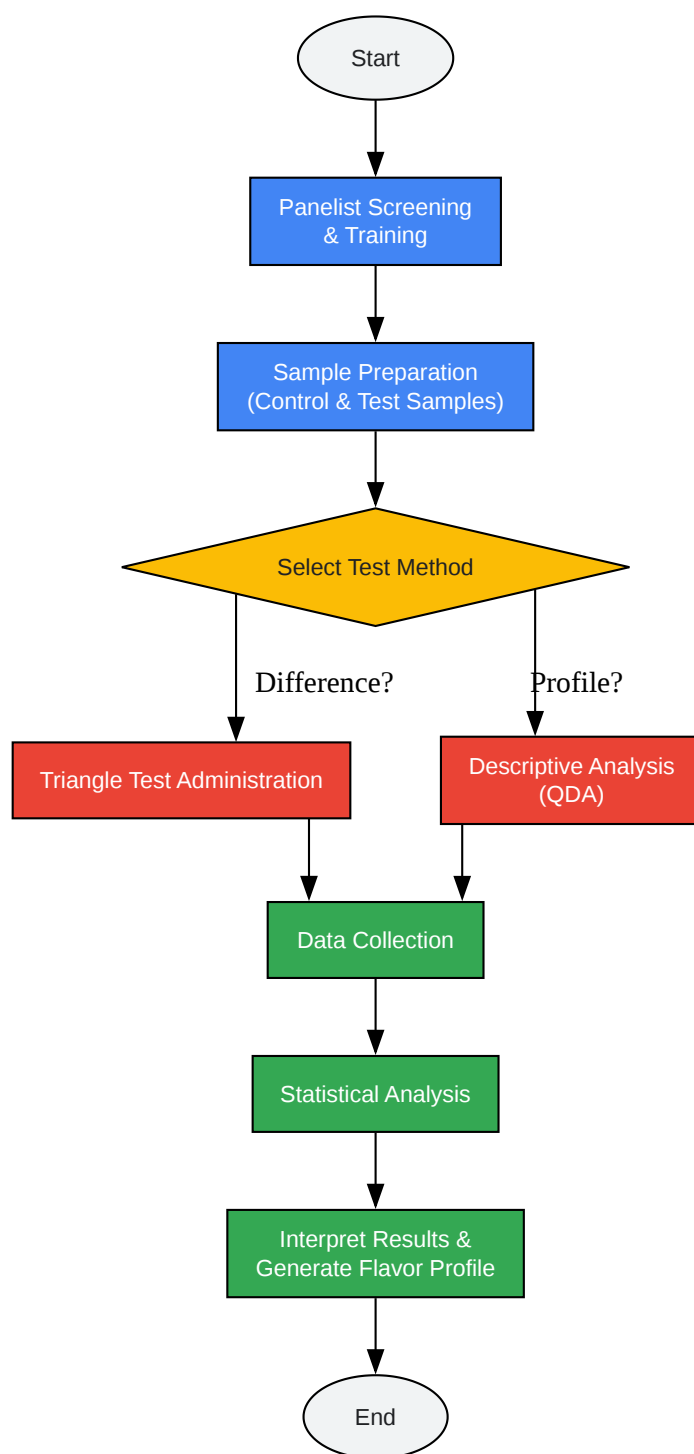 Start
Panelist Screening
& Training
Sample Preparation
(Control & Test Samples)
Select Test Method
Difference?
Profile?
Triangle Test Administration
Descriptive Analysis
(QDA)
Data Collection
Statistical Analysis
Interpret Results &
Generate Flavor Profile
End